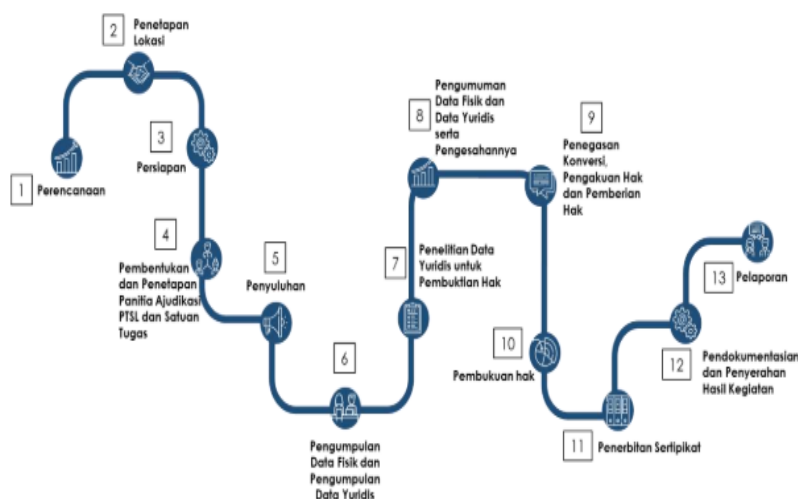 1
Perencanaan
2
Penetapan
Lokasi
3
Persiapan
4
Pembentukan
dan Penetapan
Panitia Ajudikasi
PTSL dan Satuan
Tugas
5
Penyuluhan
6
Pengumpulan
Data Fisik dan
Pengumpulan
Data Yuridis
7
Penelitian Data
Yuridis untuk
Pembuktian Hak
8
Pengumuman
Data Fisik dan
Data Yuridis
serta
Pengesahannya
9
Penegasan
Konversi,
Pengakuan Hak
dan Pemberian
Hak
10
Pembukuan hak
11
Penerbitan Sertipikat
12
Pendokumentasian
dan Penyerahan
Hasil Kegiatan
13
Pelaporan